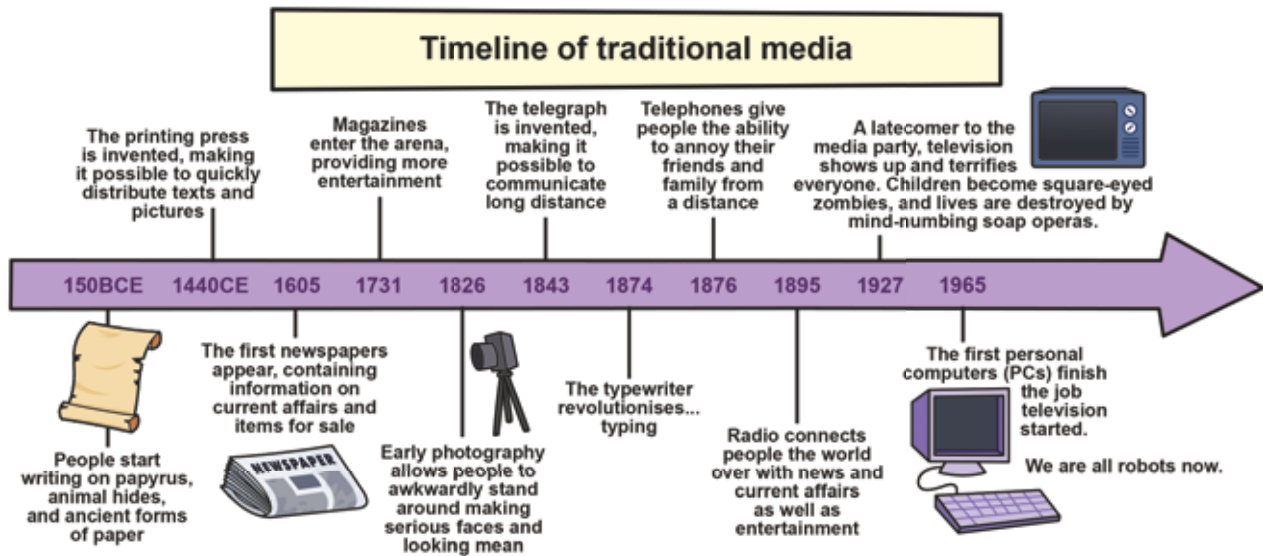 Timeline of traditional media
The printing press
is invented, making
it possible to quickly
distribute texts and
pictures
Magazines
enter the arena,
providing more
entertainment
The telegraph
is invented,
making it
possible to
communicate
long distance
Telephones give
people the ability
to annoy their
friends and
family from
a distance
A latecomer to the
media party, television
shows up and terrifies
everyone. Children become square-eyed
zombies, and lives are destroyed by
mind-numbing soap operas.
150BCE 1440CE 1605 1731 1826 1843 1874 1876 1895 1927 1965
People start
writing on papyrus,
animal hides,
and ancient forms
of paper
The first newspapers
appear, containing
information on
current affairs and
items for sale
NEWSPAPER
Early photography
allows people to
awkwardly stand
around making
serious faces and
looking mean
The typewriter
revolutionises...
typing
Radio connects
people the world
over with news and
current affairs
as well as
entertainment
The first personal
computers (PCs) finish
the job
television
started.
We are all robots now.